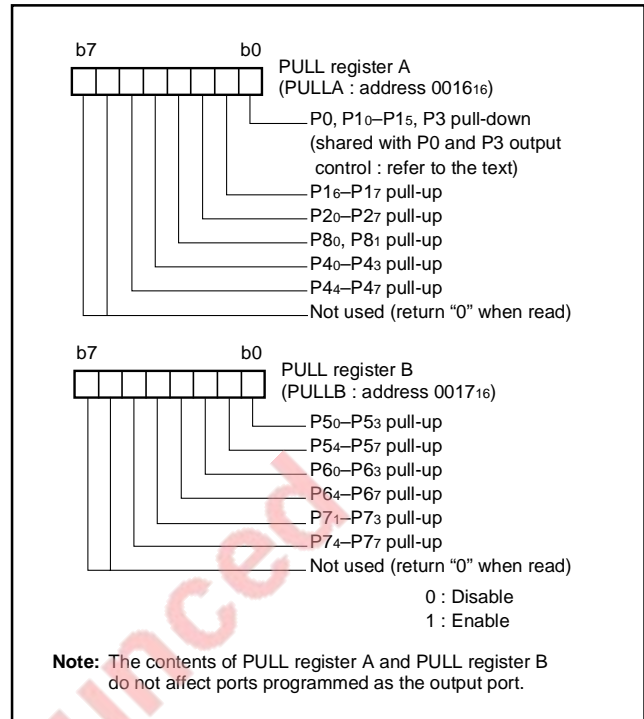 b7 b0
PULL register A
(PULLA : address 0016₁₆)
P0, P1₀–P1₅, P3 pull-down
(shared with P0 and P3 output
control : refer to the text)
P1₆–P1₇ pull-up
P2₀–P2₇ pull-up
P8₀, P8₁ pull-up
P4₀–P4₃ pull-up
P4₄–P4₇ pull-up
Not used (return “0” when read)
b7 b0
PULL register B
(PULLB : address 0017₁₆)
P5₀–P5₃ pull-up
P5₄–P5₇ pull-up
P6₀–P6₃ pull-up
P6₄–P6₇ pull-up
P7₁–P7₃ pull-up
P7₄–P7₇ pull-up
Not used (return “0” when read)
0 : Disable
1 : Enable
Note: The contents of PULL register A and PULL register B
do not affect ports programmed as the output port.
unced